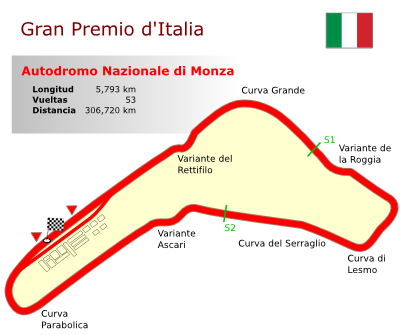 Gran Premio d'Italia
Autodromo Nazionale di Monza
Longitud 5,793 km
Vueltas 53
Distancia 306,720 km
Curva Grande
S1
Variante de
la Roggia
Variante del
Rettifilo
S2
Variante
Ascari
Curva del Serraglio
Curva di
Lesmo
Curva
Parabolica